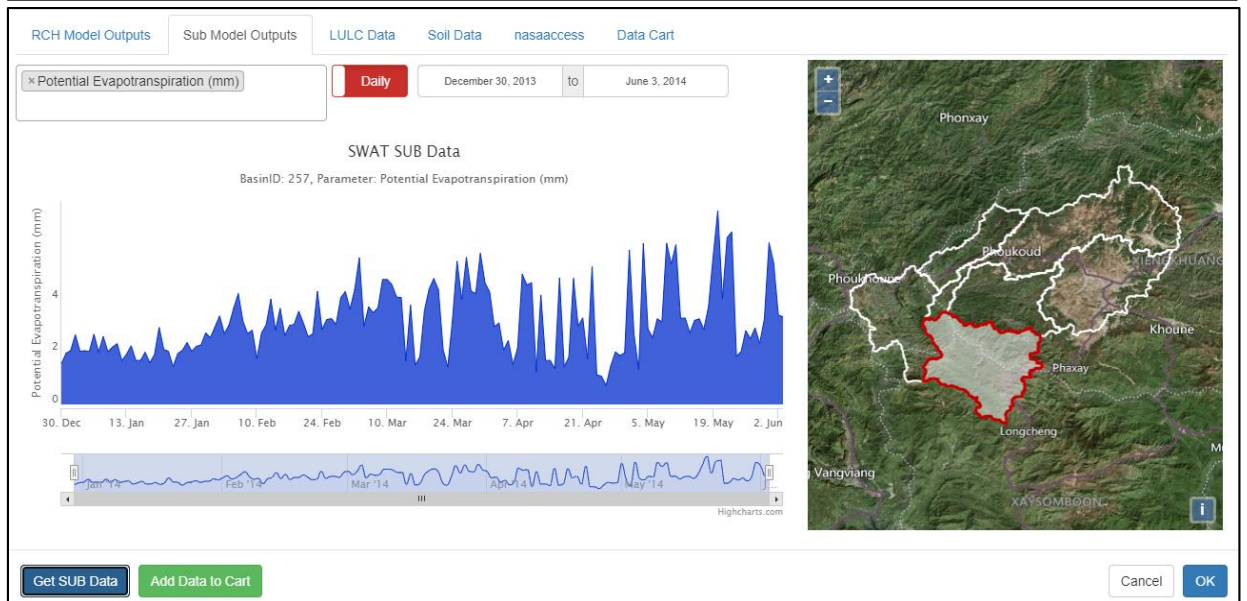 RCH Model Outputs Sub Model Outputs LULC Data Soil Data nasaaccess Data Cart
×Potential Evapotranspiration (mm) Daily December 30, 2013 to June 3, 2014
SWAT SUB Data
BasinID: 257, Parameter: Potential Evapotranspiration (mm)
Potential Evapotranspiration (mm)
4
2
0
30. Dec 13. Jan 27. Jan 10. Feb 24. Feb 10. Mar 24. Mar 7. Apr 21. Apr 5. May 19. May 2. Jun
Jan '14 Feb '14 Mar '14 Apr '14 May '14
Highcharts.com
+
−
Phonxay
Phoukoud
XIENGKHUANG
Phoukhoune
Khoune
Phaxay
Longcheng
Vangviang
XAYSOMBOON
i
Get SUB Data Add Data to Cart Cancel OK